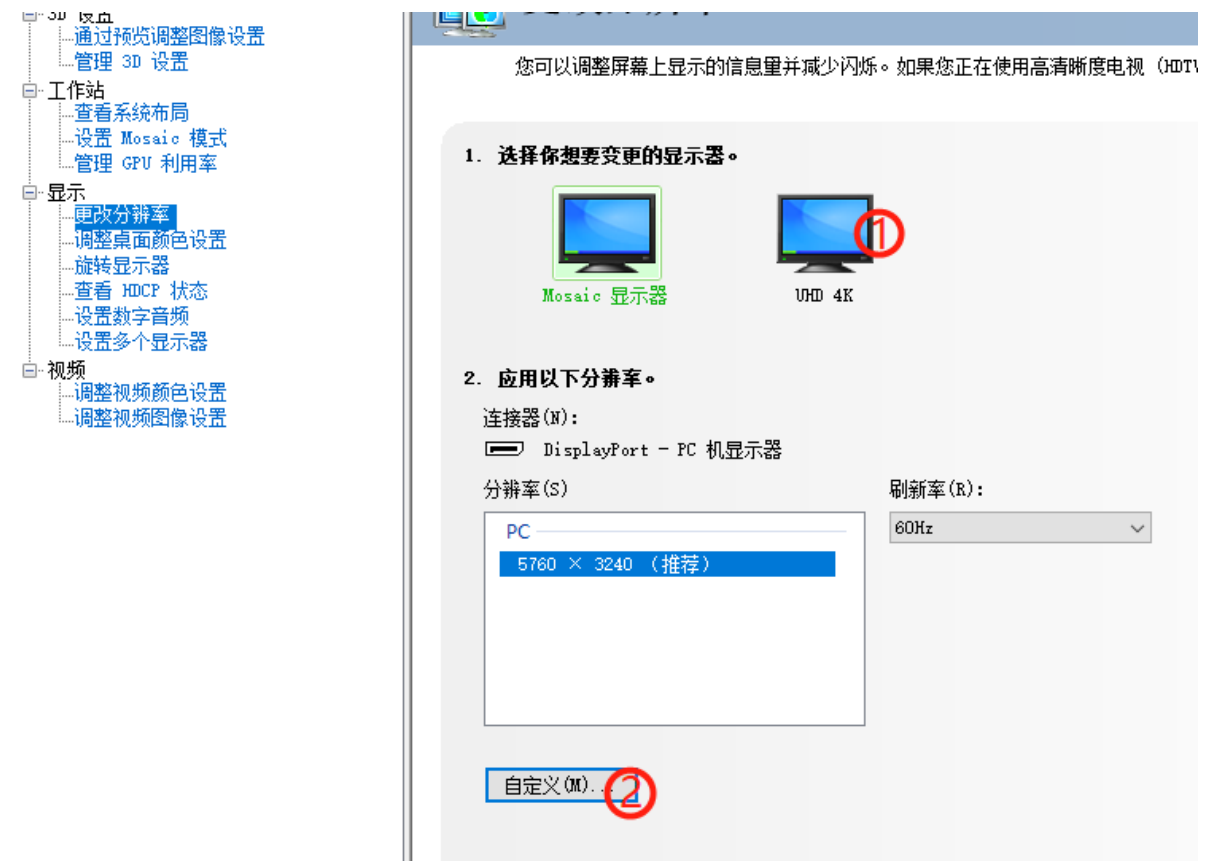 3D 设置
通过预览调整图像设置
管理 3D 设置
工作站
查看系统布局
设置 Mosaic 模式
管理 GPU 利用率
显示
更改分辨率
调整桌面颜色设置
旋转显示器
查看 HDCP 状态
设置数字音频
设置多个显示器
视频
调整视频颜色设置
调整视频图像设置
您可以调整屏幕上显示的信息量并减少闪烁。如果您正在使用高清晰度电视 (HDTV
1. 选择你想要变更的显示器。
①
Mosaic 显示器
UHD 4K
2. 应用以下分辨率。
连接器(N):
DisplayPort - PC 机显示器
分辨率(S)
刷新率(R):
PC
60Hz
5760 × 3240 (推荐)
自定义(M)...
②